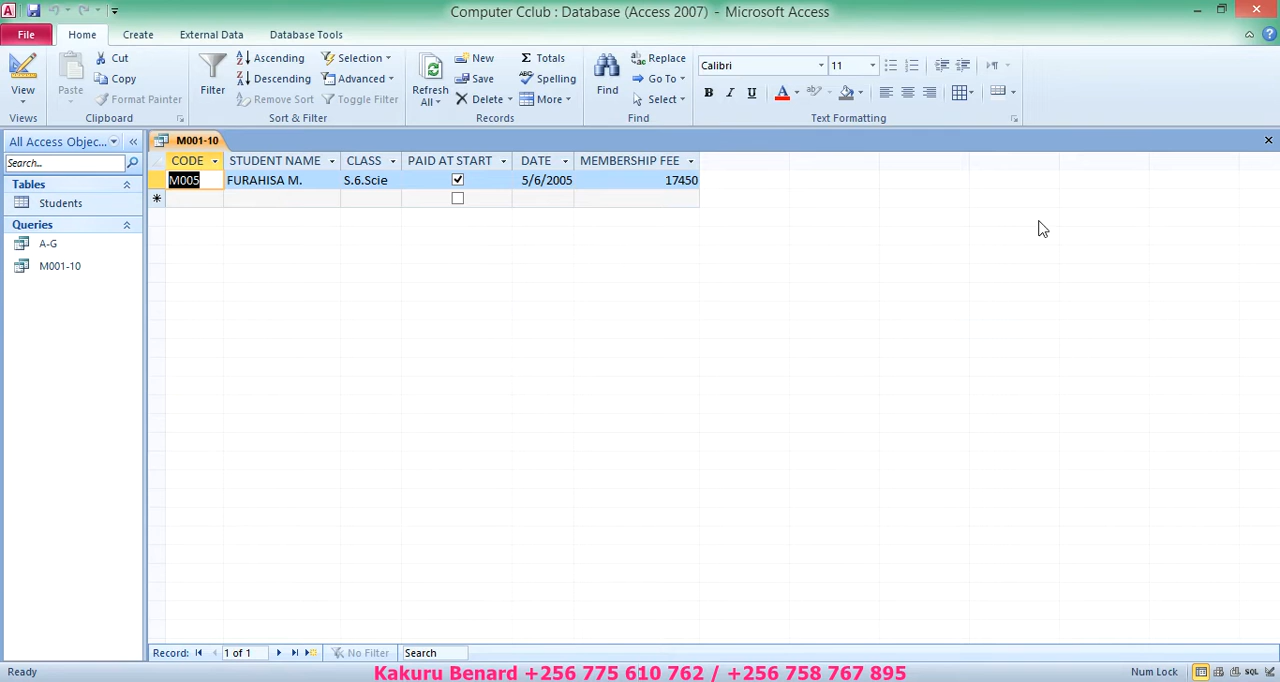 Computer Cclub : Database (Access 2007) - Microsoft Access
File Home Create External Data Database Tools
View
Views
Paste
Cut
Copy
Format Painter
Clipboard
Filter
Ascending
Descending
Remove Sort
Selection
Advanced
Toggle Filter
Sort & Filter
Refresh
All
New
Save
Delete
Totals
Spelling
More
Records
Find
Replace
Go To
Select
Find
Calibri 11
B I U A
Text Formatting
All Access Objec...
Search...
Tables
Students
Queries
A-G
M001-10
M001-10
CODE STUDENT NAME CLASS PAID AT START DATE MEMBERSHIP FEE
M005 FURAHISA M. S.6.Scie 5/6/2005 17450
Record: 1 of 1 No Filter Search
Ready Num Lock SQL
Kakuru Benard +256 775 610 762 / +256 758 767 895